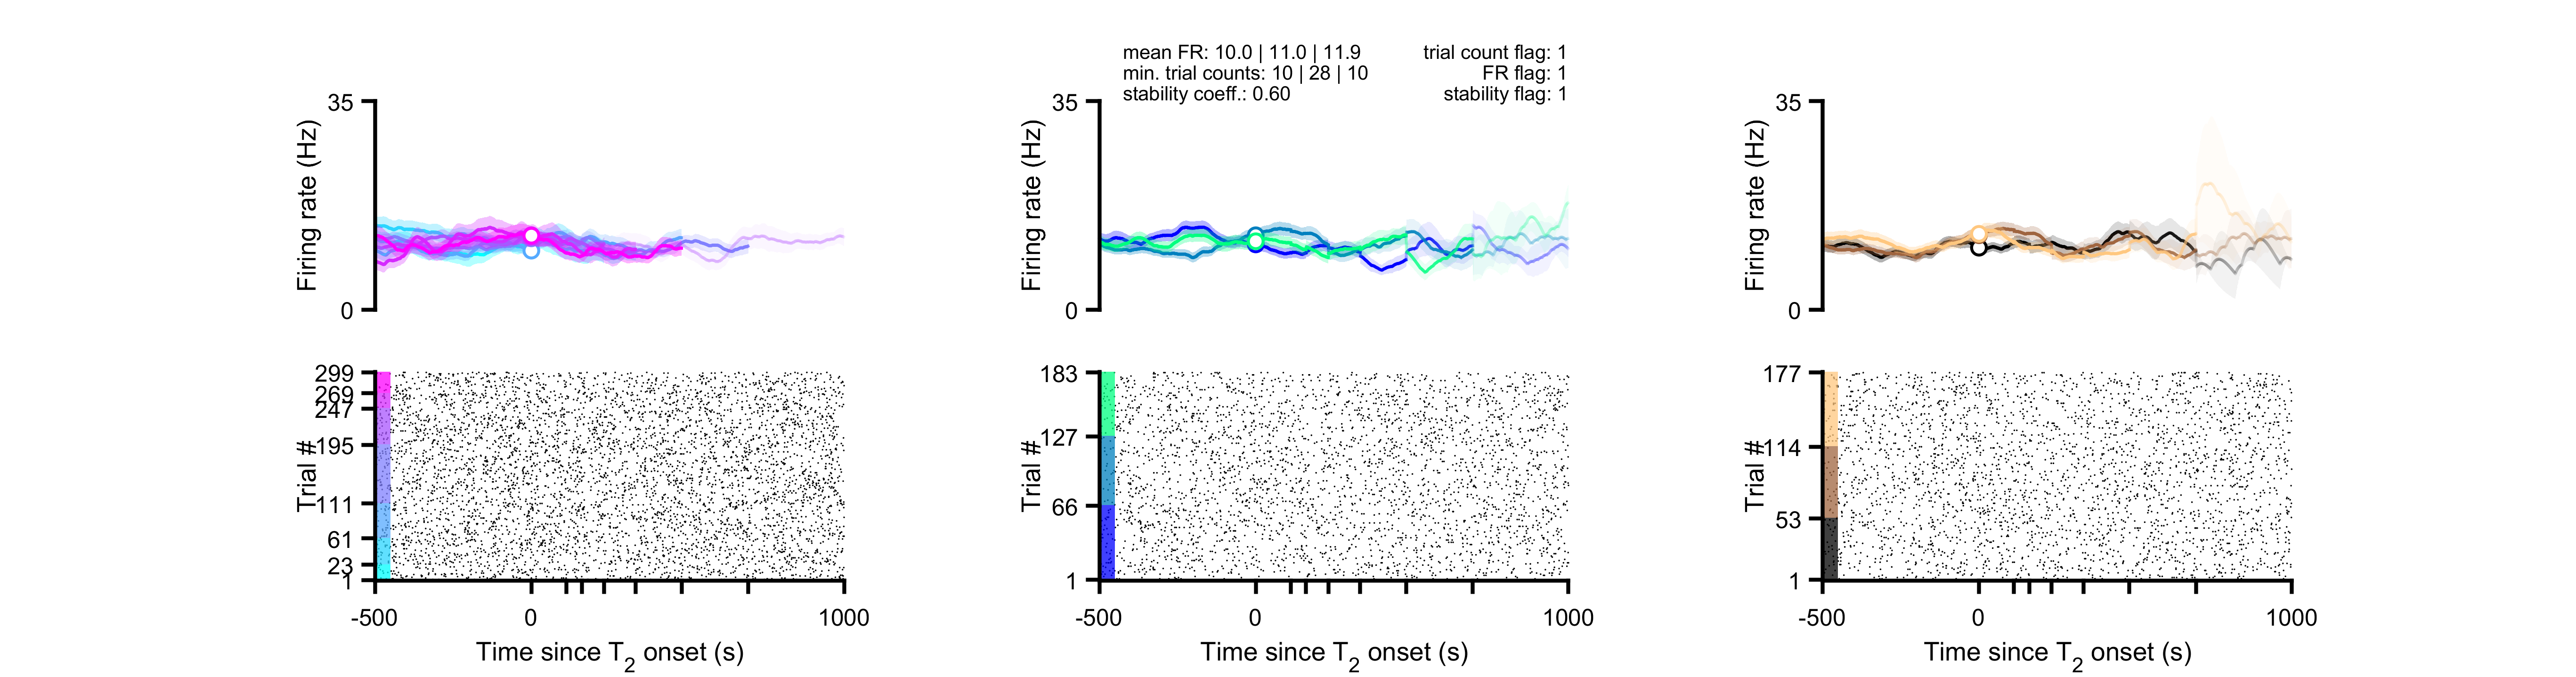 mean FR: 10.0 | 11.0 | 11.9
min. trial counts: 10 | 28 | 10
stability coeff.: 0.60
trial count flag: 1
FR flag: 1
stability flag: 1
35
Firing rate (Hz)
0
35
Firing rate (Hz)
0
35
Firing rate (Hz)
0
299
269
247
195
111
61
23
1
Trial #
-500
0
1000
Time since T2 onset (s)
183
127
66
1
Trial #
-500
0
1000
Time since T2 onset (s)
177
114
53
1
Trial #
-500
0
1000
Time since T2 onset (s)